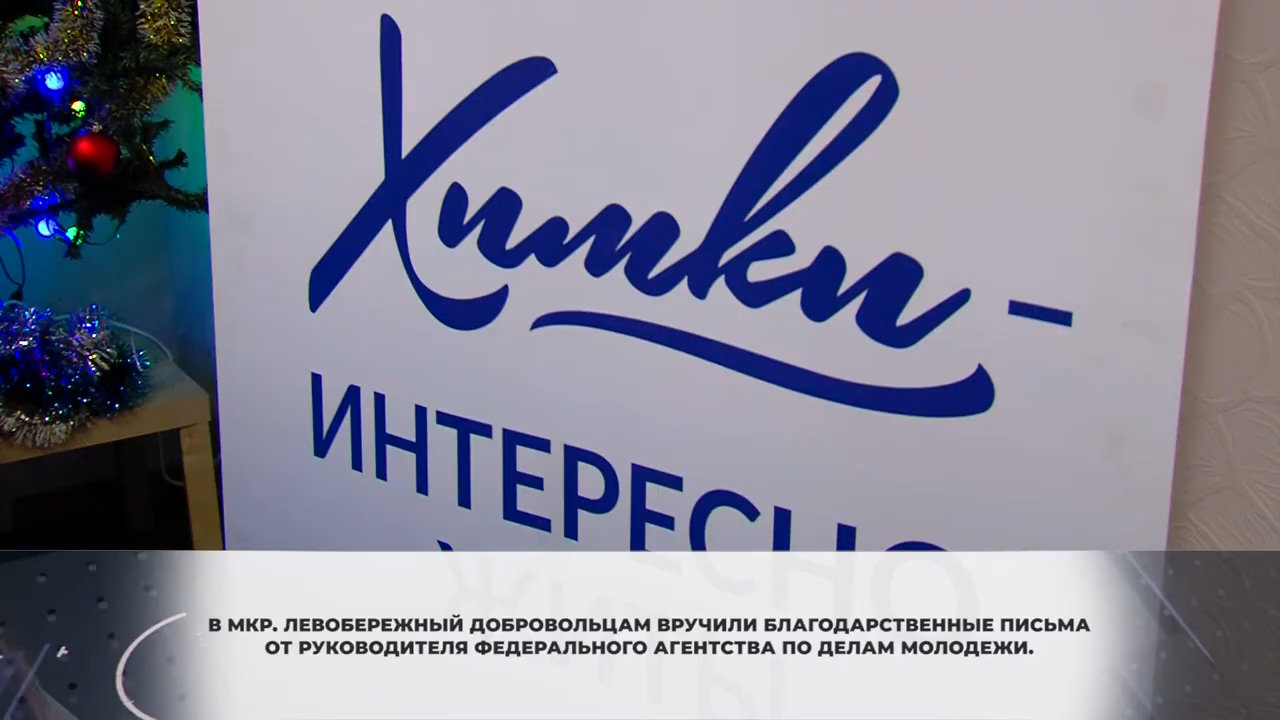 Химки –
ИНТЕРЕСНО
В МКР. ЛЕВОБЕРЕЖНЫЙ ДОБРОВОЛЬЦАМ ВРУЧИЛИ БЛАГОДАРСТВЕННЫЕ ПИСЬМА
ОТ РУКОВОДИТЕЛЯ ФЕДЕРАЛЬНОГО АГЕНТСТВА ПО ДЕЛАМ МОЛОДЕЖИ.